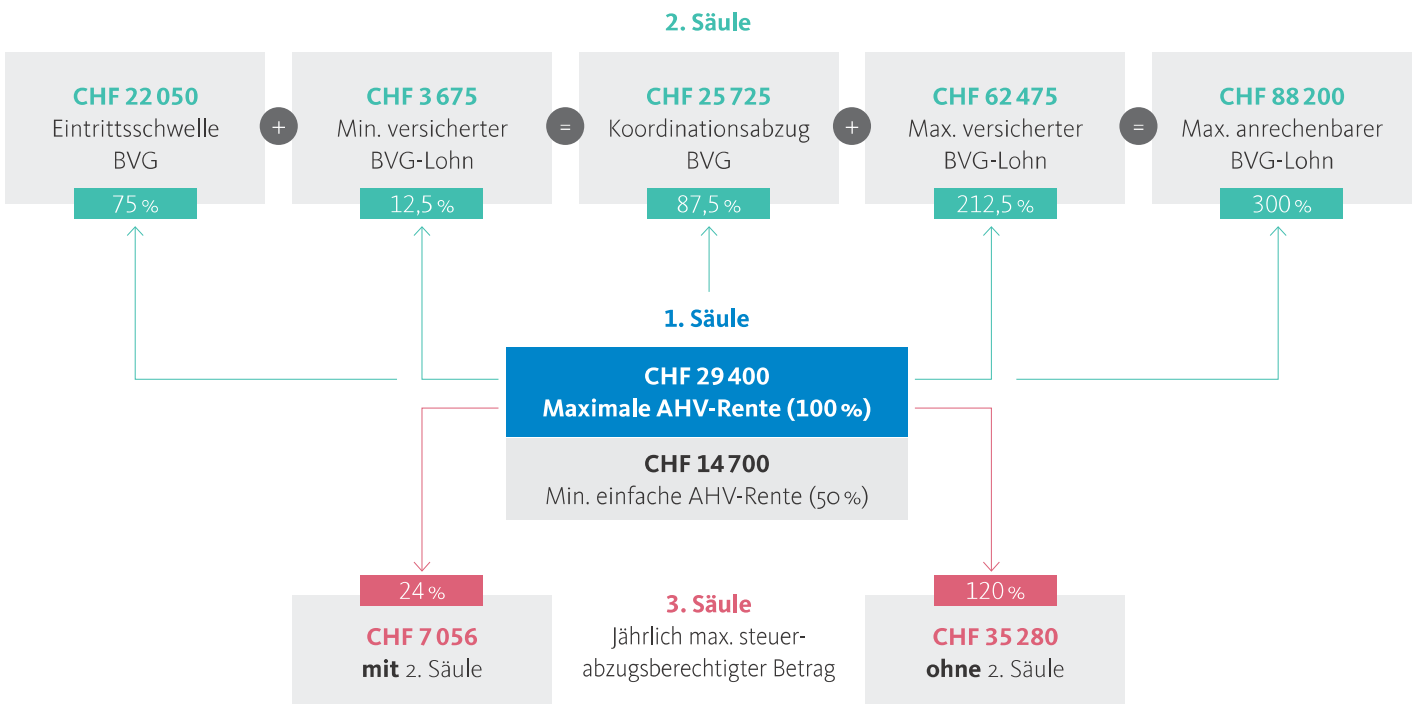 2. Säule
CHF 22 050
Eintrittsschwelle
BVG
75 %
+
CHF 3 675
Min. versicherter
BVG-Lohn
12,5 %
=
CHF 25 725
Koordinationsabzug
BVG
87,5 %
+
CHF 62 475
Max. versicherter
BVG-Lohn
212,5 %
=
CHF 88 200
Max. anrechenbarer
BVG-Lohn
300 %
1. Säule
CHF 29 400
Maximale AHV-Rente (100 %)
CHF 14 700
Min. einfache AHV-Rente (50 %)
24 %
CHF 7 056
mit 2. Säule
3. Säule
Jährlich max. steuer-
abzugsberechtigter Betrag
120 %
CHF 35 280
ohne 2. Säule